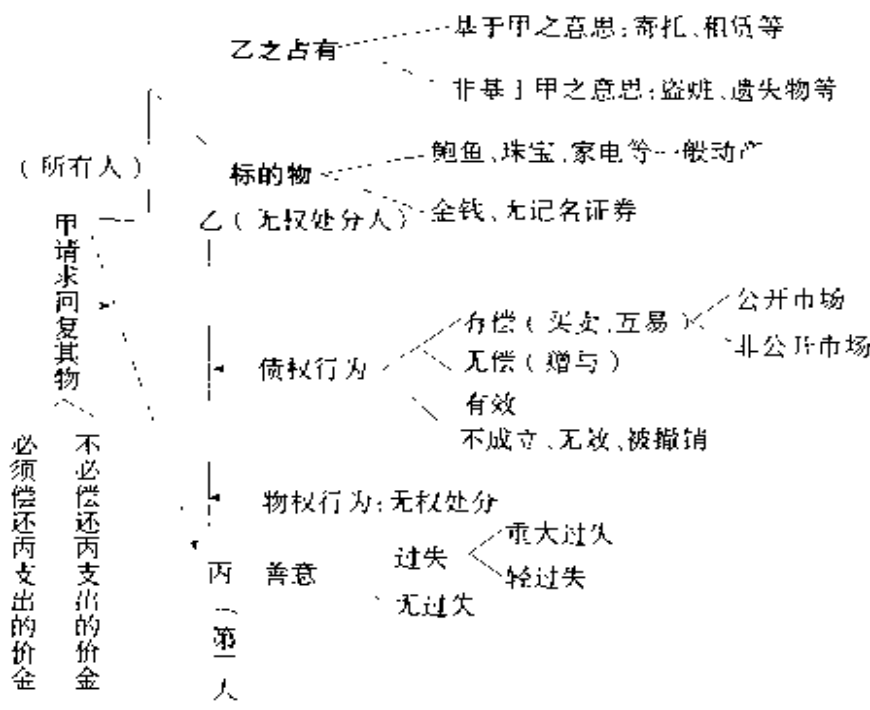 乙之占有
基于甲之意思:寄托、租赁等
非基于甲之意思:盗赃、遗失物等
(所有人)
标的物
鲍鱼、珠宝、家电等一般动产
金钱、无记名证券
甲请求回复其物
乙(无权处分人)
债权行为
有偿(买卖、互易)
公开市场
非公开市场
无偿(赠与)
有效
不成立、无效、被撤销
必须偿还丙支出的价金
不必偿还丙支出的价金
物权行为:无权处分
丙
善意
过失
重大过失
轻过失
无过失
(第 人